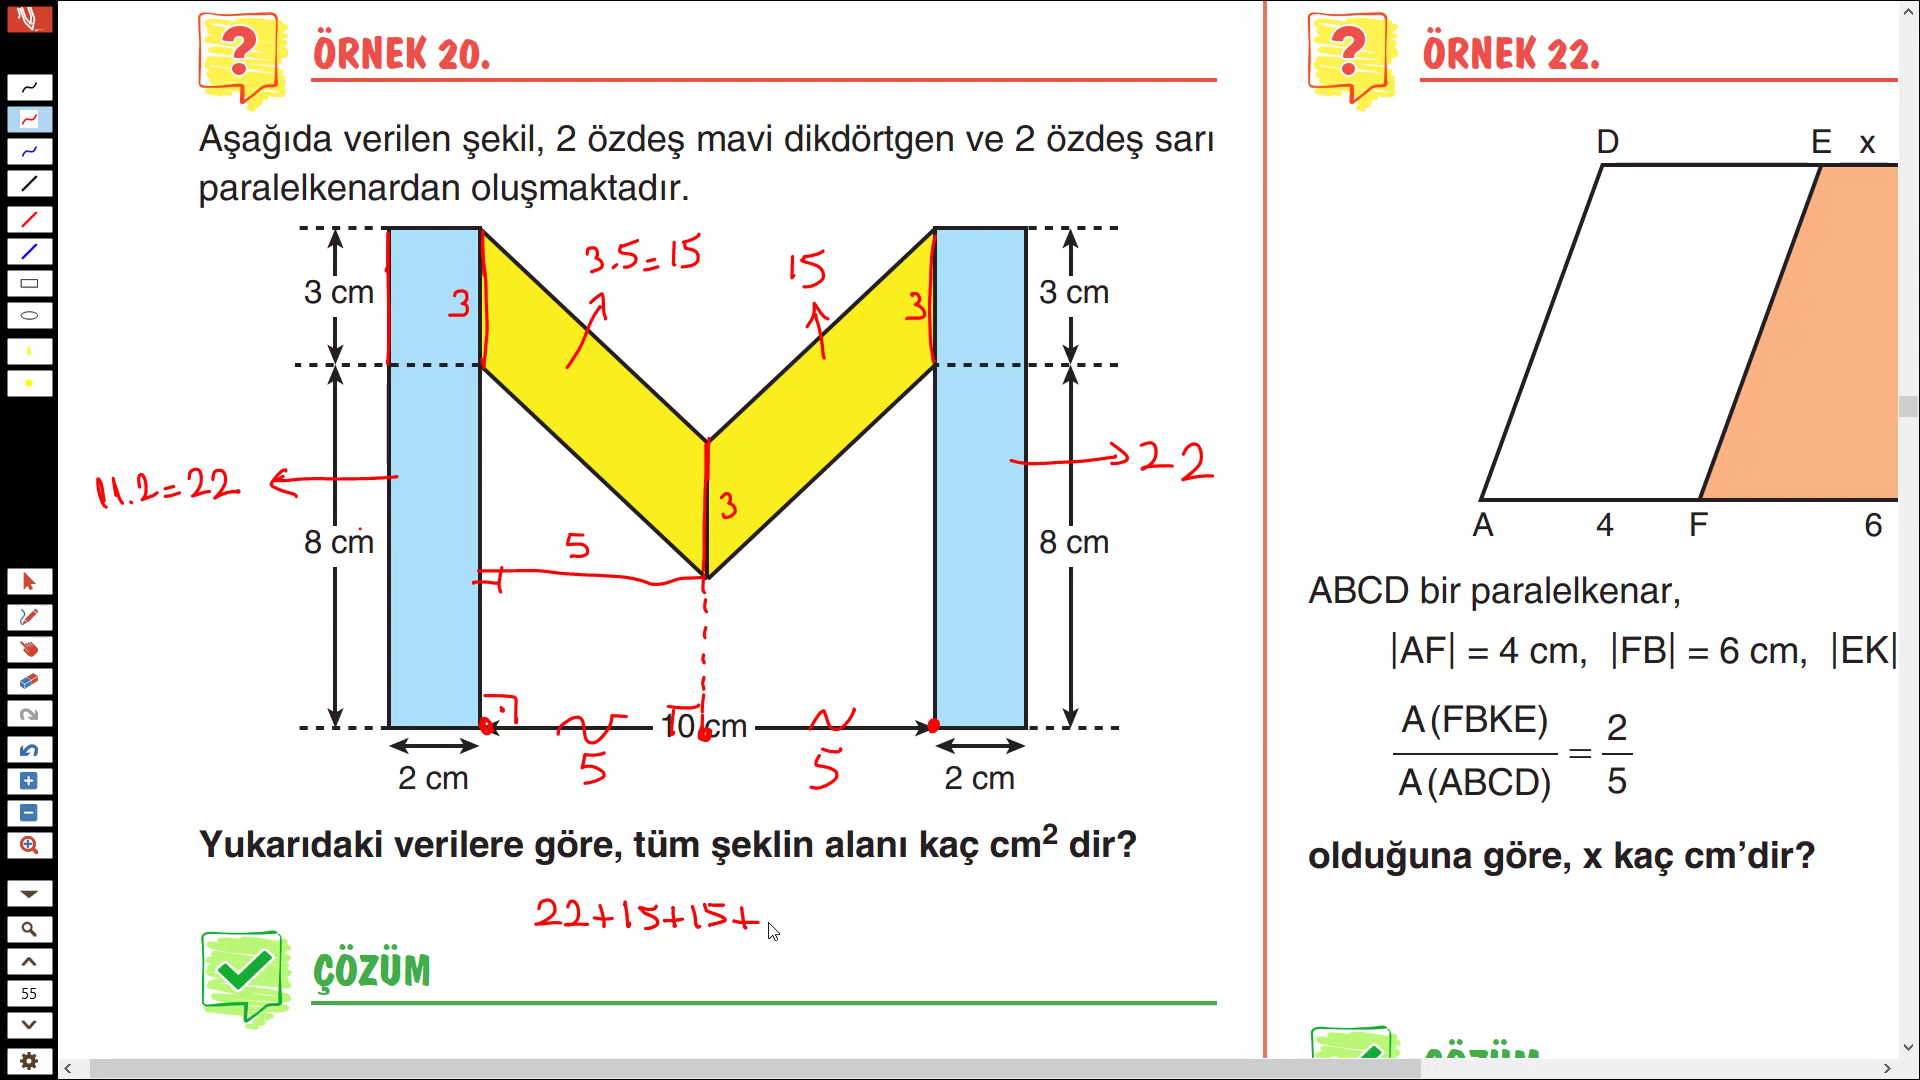 ÖRNEK 20.
Aşağıda verilen şekil, 2 özdeş mavi dikdörtgen ve 2 özdeş sarı
paralelkenardan oluşmaktadır.
3.5=15
15
3 cm
3
3
3 cm
11.2=22
22
3
8 cm
5
8 cm
10 cm
2 cm
5
5
2 cm
Yukarıdaki verilere göre, tüm şeklin alanı kaç cm² dir?
22+15+15+
ÇÖZÜM
ÖRNEK 22.
D E x
A 4 F 6
ABCD bir paralelkenar,
|AF| = 4 cm, |FB| = 6 cm, |EK|
A(FBKE)
A(ABCD)
=
2
5
olduğuna göre, x kaç cm'dir?
ÇÖZÜM
55